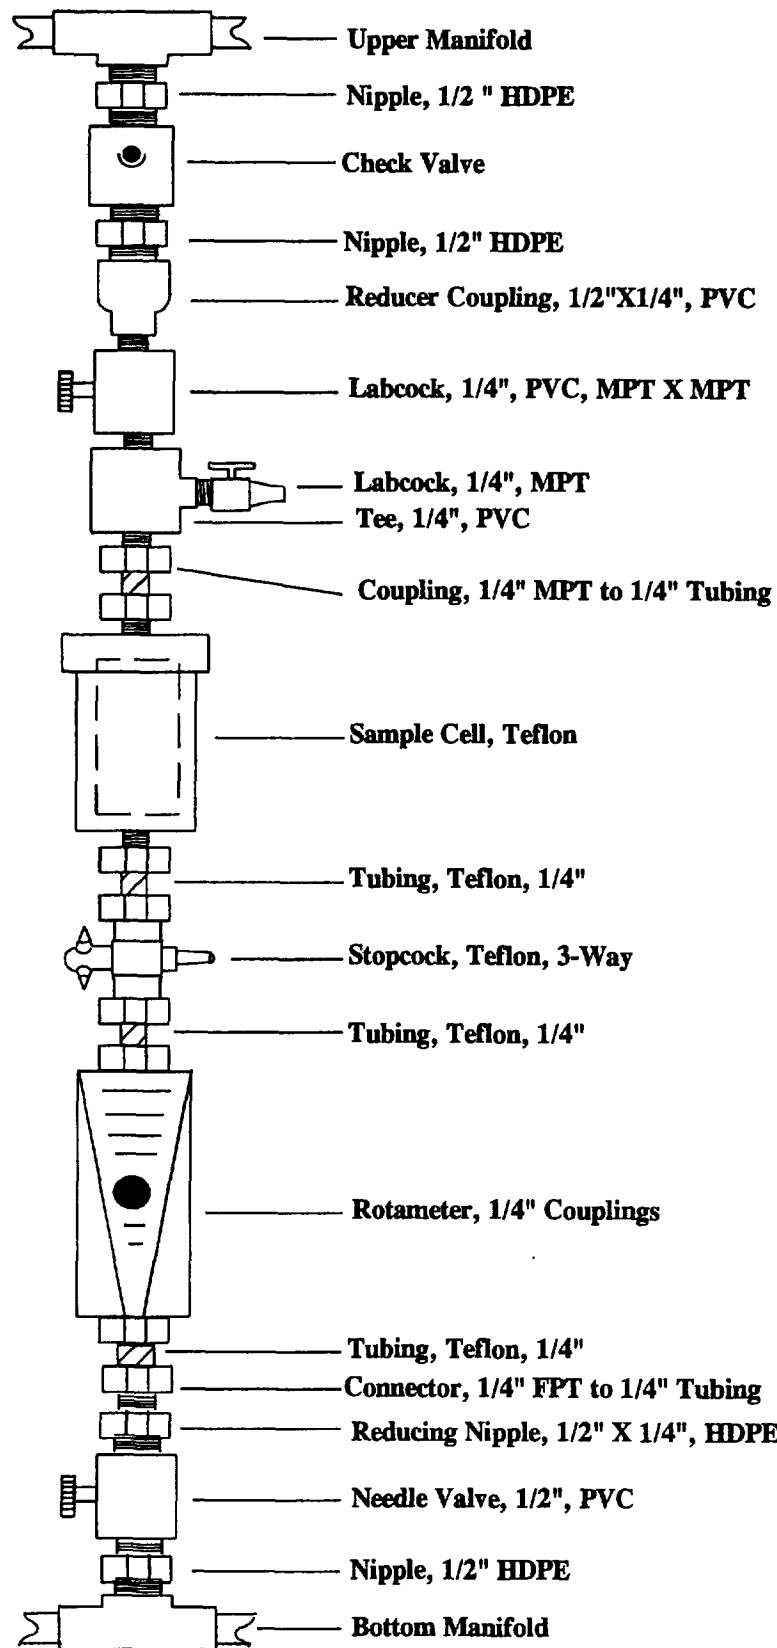 Upper Manifold
Nipple, 1/2 " HDPE
Check Valve
Nipple, 1/2" HDPE
Reducer Coupling, 1/2"X1/4", PVC
Labcock, 1/4", PVC, MPT X MPT
Labcock, 1/4", MPT
Tee, 1/4", PVC
Coupling, 1/4" MPT to 1/4" Tubing
Sample Cell, Teflon
Tubing, Teflon, 1/4"
Stopcock, Teflon, 3-Way
Tubing, Teflon, 1/4"
Rotameter, 1/4" Couplings
Tubing, Teflon, 1/4"
Connector, 1/4" FPT to 1/4" Tubing
Reducing Nipple, 1/2" X 1/4", HDPE
Needle Valve, 1/2", PVC
Nipple, 1/2" HDPE
Bottom Manifold